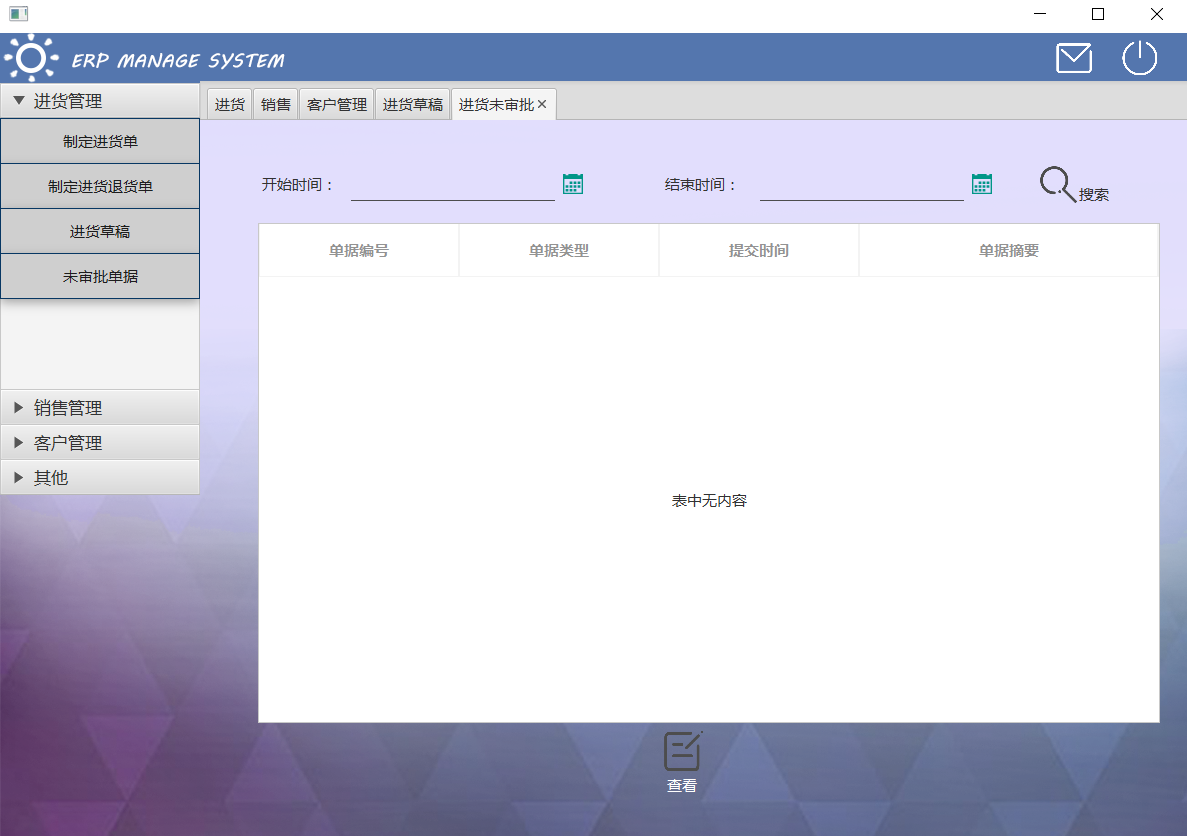 ERP MANAGE SYSTEM
进货管理
制定进货单
制定进货退货单
进货草稿
未审批单据
销售管理
客户管理
其他
进货 销售 客户管理 进货草稿 进货未审批
开始时间： 结束时间： 搜索
单据编号 单据类型 提交时间 单据摘要
表中无内容
查看